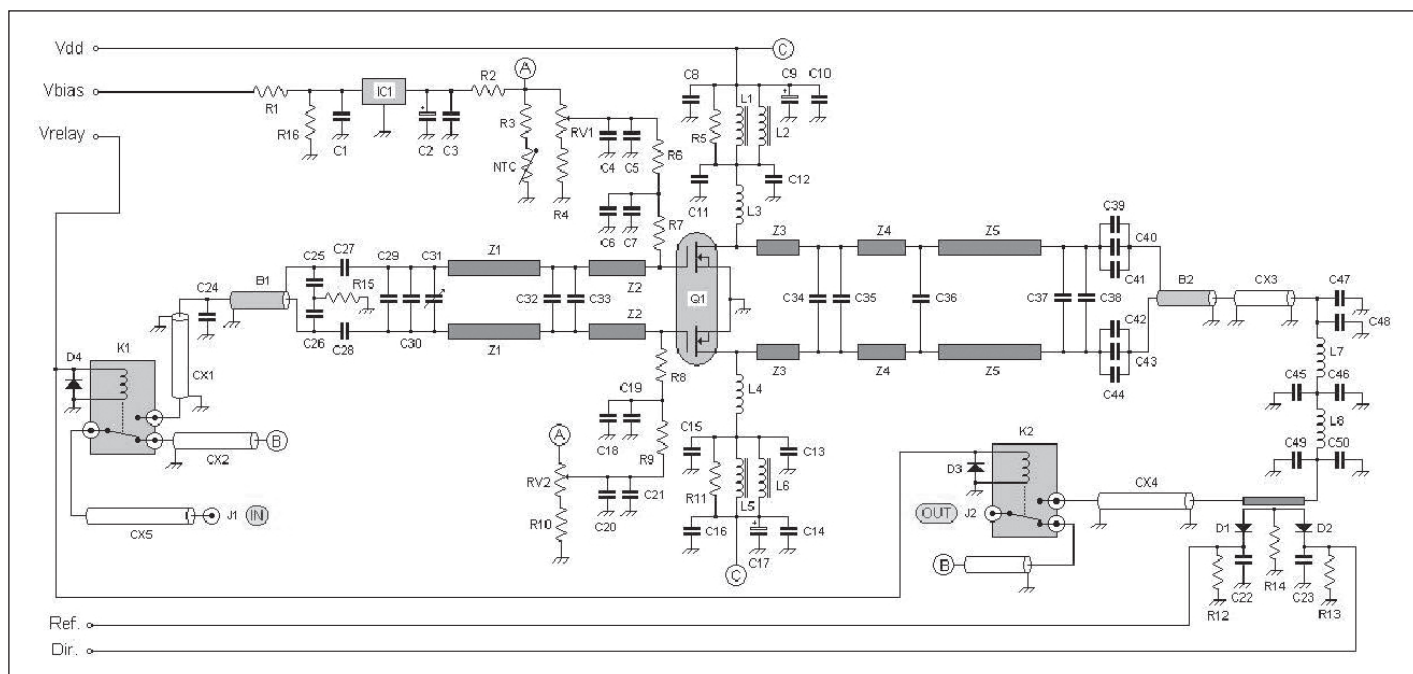 Vdd
C
Vbias
A
R2
C8
C9
C10
IC1
R1
L1
R3
RV1
L2
Vrelay
R16
R5
C1
C2
C3
NTC
C4
C5
R6
C12
R4
C11
L3
C39
C6
C7
R7
Z3
Z4
Z5
C40
C25
C27
C29
C31
Z1
C41
C24
B1
R15
Z2
B2
CX3
C47
C32
C33
Q1
C34
C35
C36
C37
C38
Z2
C42
C48
C26
C28
C30
Z1
C43
L7
K1
Z3
Z4
Z5
D4
R8
C44
C45
C46
CX1
L4
C19
L8
A
C15
K2
C49
C50
B
C18
R9
C13
CX2
D3
RV2
R11
L6
CX4
C21
L5
OUT
J2
J1
IN
D1
D2
CX5
R10
C20
C16
C17
C14
B
R14
C
C22
C23
R12
R13
Ref.
Dir.